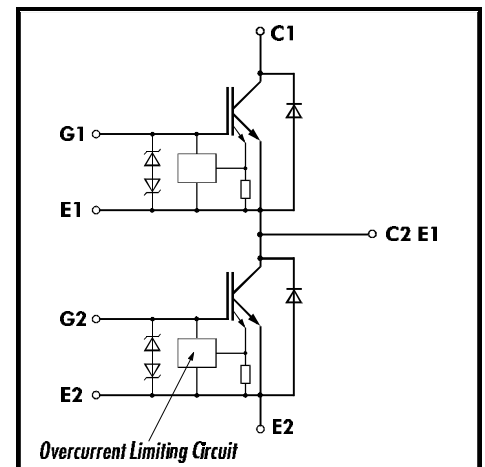 C1
G1
E1
C2 E1
G2
E2
E2
Overcurrent Limiting Circuit